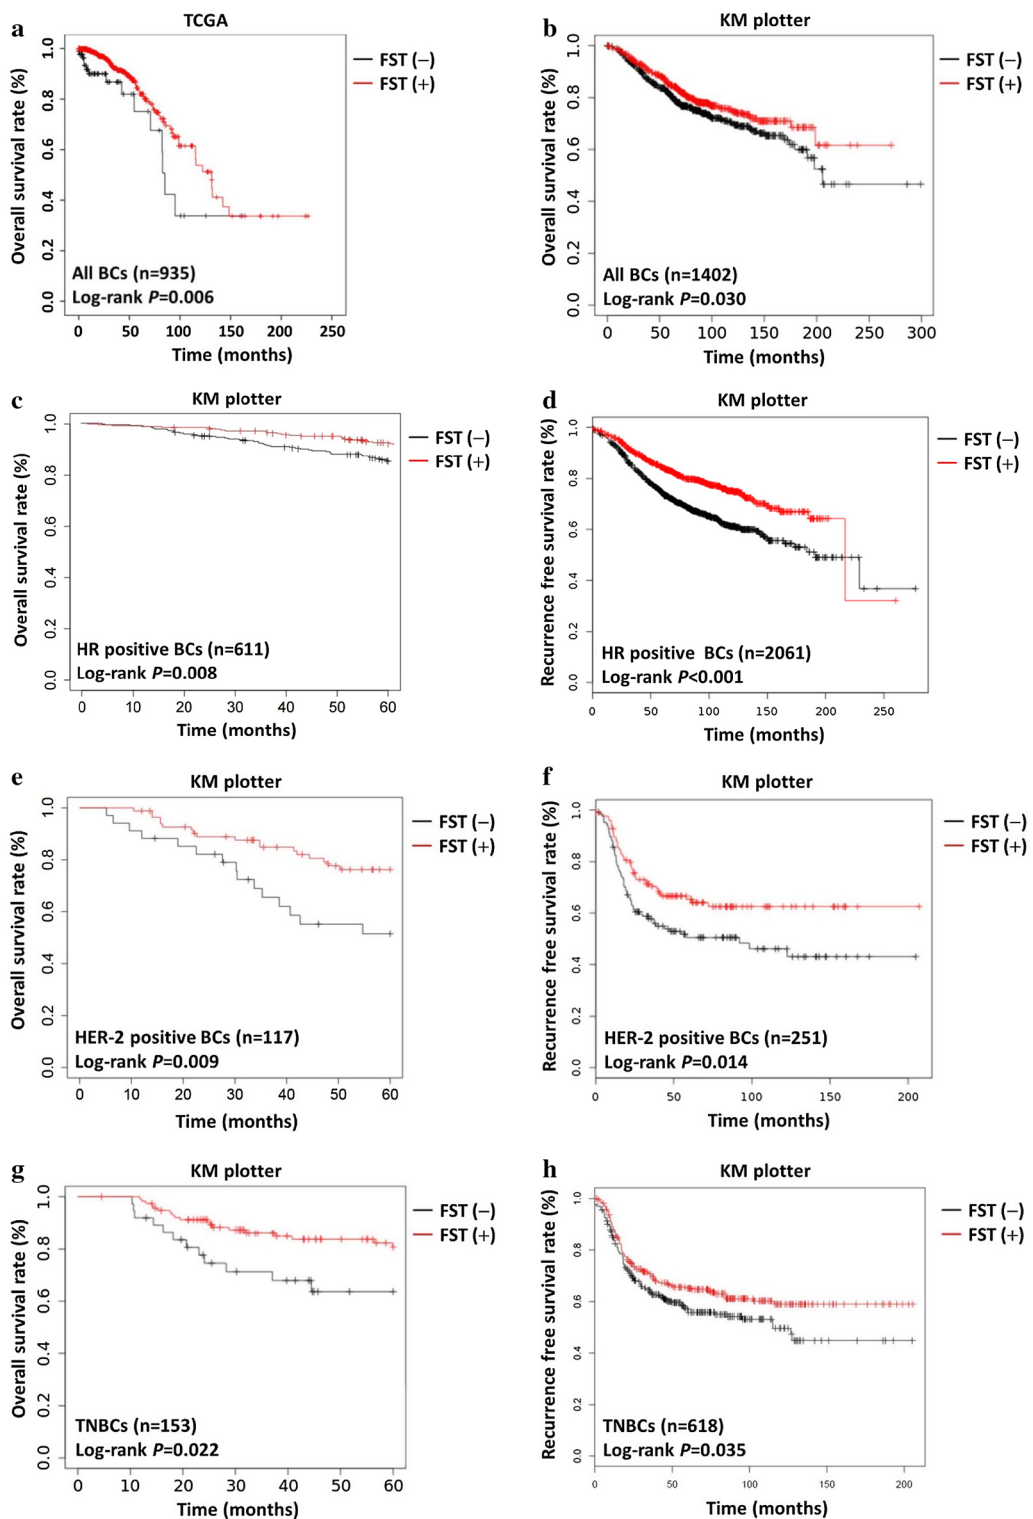 a
TCGA
Overall survival rate (%)
1.0
0.8
0.6
0.4
0.2
0.0
FST (−)
FST (+)
All BCs (n=935)
Log-rank P=0.006
0 50 100 150 200 250
Time (months)
b
KM plotter
Overall survival rate (%)
1.0
0.8
0.6
0.4
0.2
0.0
FST (−)
FST (+)
All BCs (n=1402)
Log-rank P=0.030
0 50 100 150 200 250 300
Time (months)
c
KM plotter
Overall survival rate (%)
1.0
0.8
0.6
0.4
0.2
0.0
FST (−)
FST (+)
HR positive BCs (n=611)
Log-rank P=0.008
0 10 20 30 40 50 60
Time (months)
d
KM plotter
Recurrence free survival rate (%)
1.0
0.8
0.6
0.4
0.2
0.0
FST (−)
FST (+)
HR positive BCs (n=2061)
Log-rank P<0.001
0 50 100 150 200 250
Time (months)
e
KM plotter
Overall survival rate (%)
1.0
0.8
0.6
0.4
0.2
0.0
FST (−)
FST (+)
HER-2 positive BCs (n=117)
Log-rank P=0.009
0 10 20 30 40 50 60
Time (months)
f
KM plotter
Recurrence free survival rate (%)
1.0
0.8
0.6
0.4
0.2
0.0
FST (−)
FST (+)
HER-2 positive BCs (n=251)
Log-rank P=0.014
0 50 100 150 200
Time (months)
g
KM plotter
Overall survival rate (%)
1.0
0.8
0.6
0.4
0.2
0.0
FST (−)
FST (+)
TNBCs (n=153)
Log-rank P=0.022
0 10 20 30 40 50 60
Time (months)
h
KM plotter
Recurrence free survival rate (%)
1.0
0.8
0.6
0.4
0.2
0.0
FST (−)
FST (+)
TNBCs (n=618)
Log-rank P=0.035
0 50 100 150 200
Time (months)